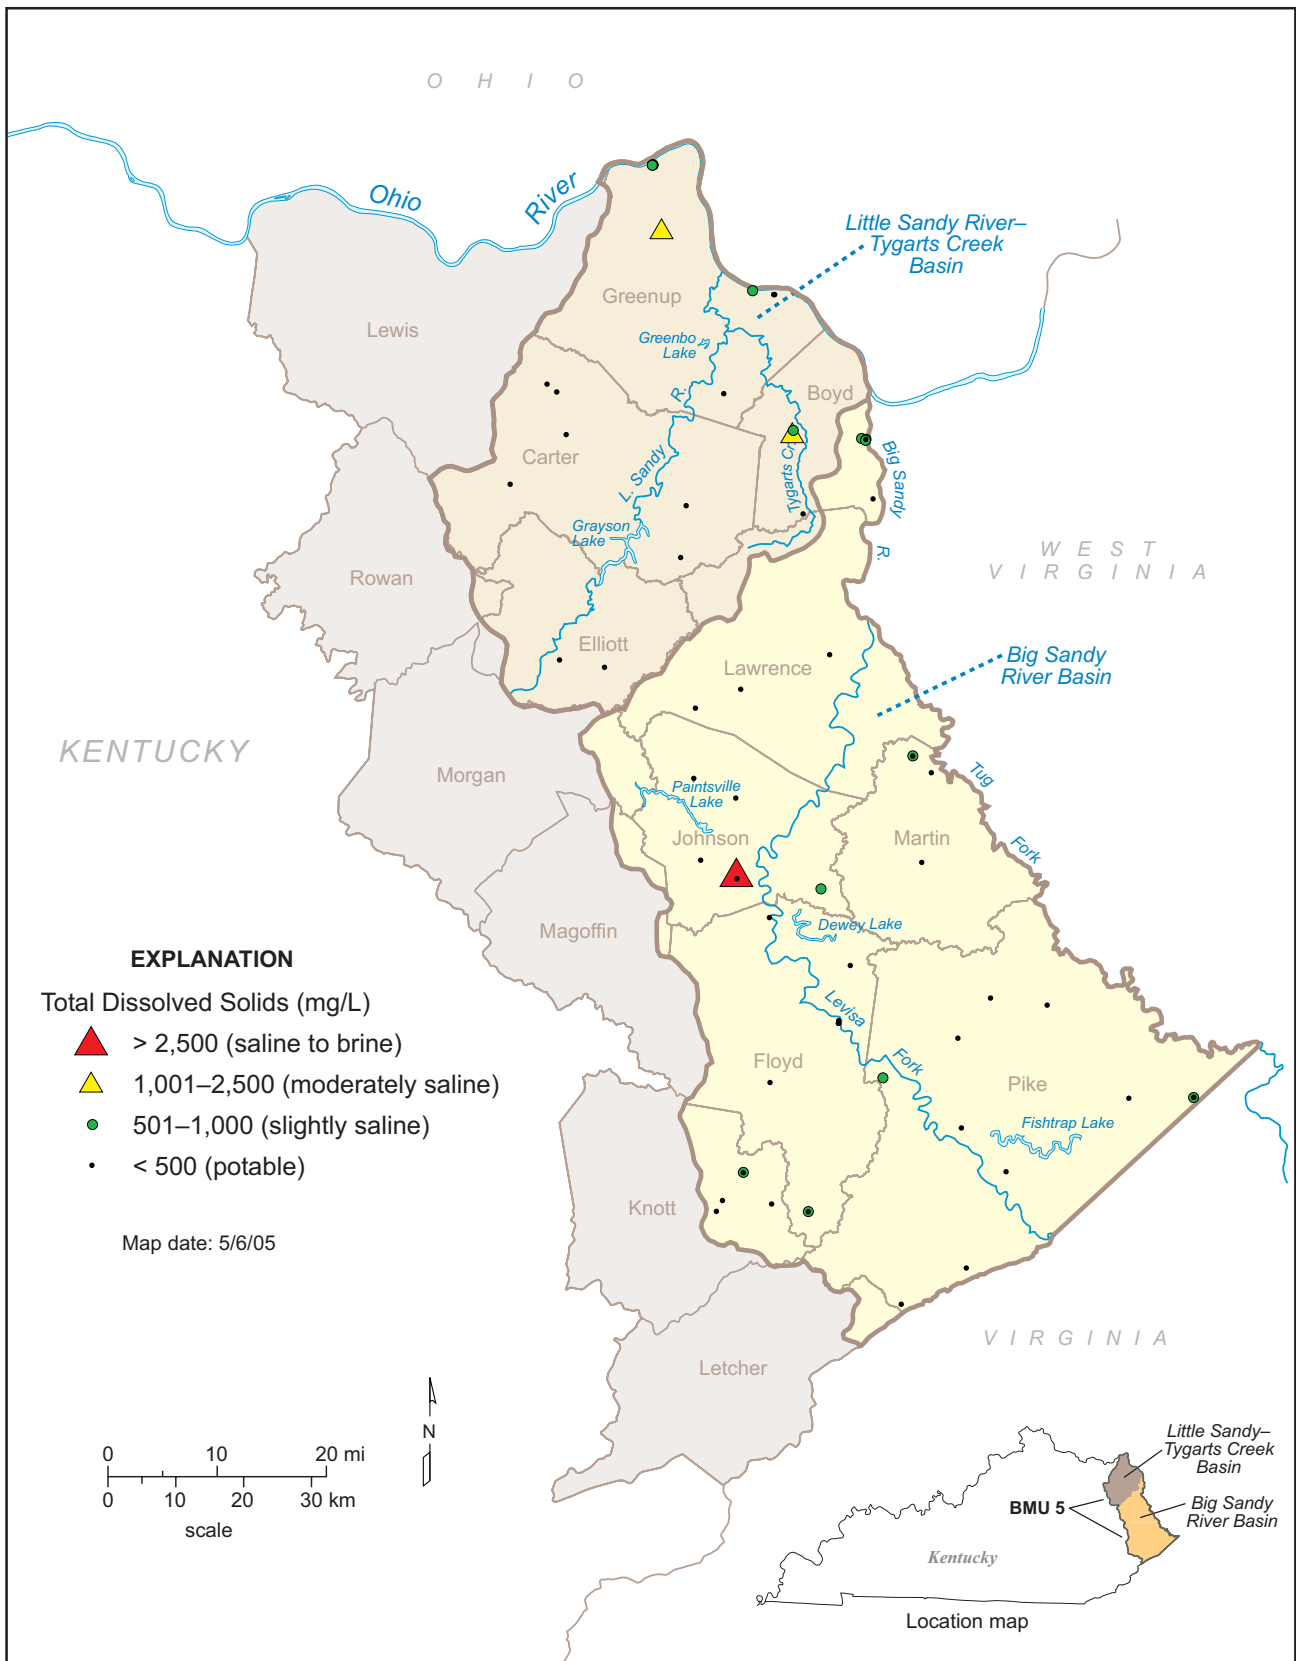 O H I O
Ohio
River
Little Sandy River–
Tygarts Creek
Basin
Greenup
Lewis
Greenbo
Lake
R.
Boyd
Carter
L. Sandy
Tygarts Cr.
Big Sandy
R.
Grayson
Lake
W E S T
V I R G I N I A
Rowan
Elliott
Lawrence
Big Sandy
River Basin
KENTUCKY
Morgan
Paintsville
Lake
Tug
Fork
Johnson
Martin
Magoffin
Dewey Lake
Levisa
Fork
Floyd
Pike
Fishtrap Lake
Knott
Letcher
V I R G I N I A
EXPLANATION
Total Dissolved Solids (mg/L)
> 2,500 (saline to brine)
1,001–2,500 (moderately saline)
501–1,000 (slightly saline)
< 500 (potable)
Map date: 5/6/05
N
0 10 20 mi
0 10 20 30 km
scale
Little Sandy–
Tygarts Creek
Basin
BMU 5
Big Sandy
River Basin
Kentucky
Location map